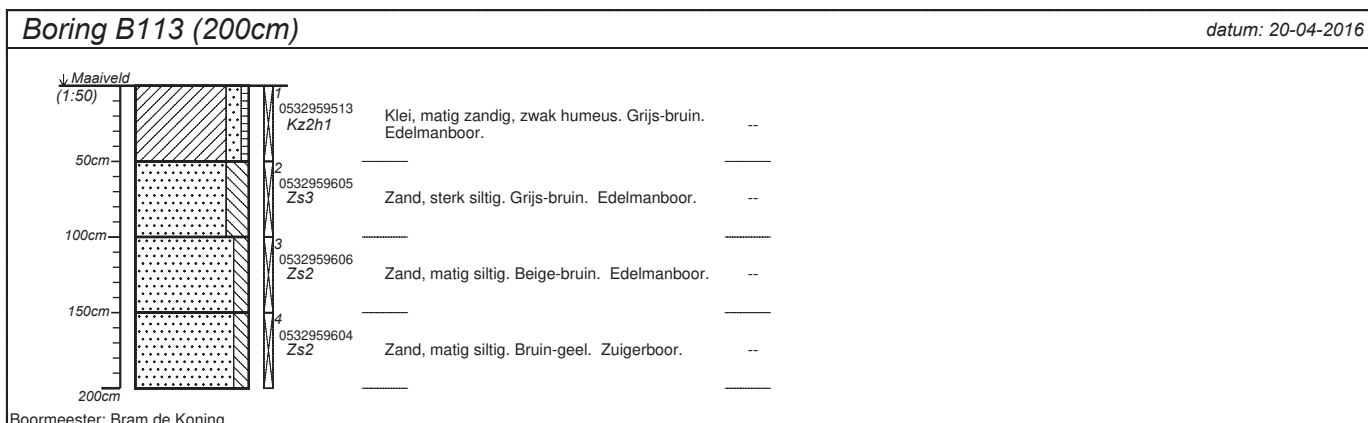 Boring B113 (200cm)
datum: 20-04-2016
Maaiveld
(1:50)
1
0532959513
Kz2h1
Klei, matig zandig, zwak humeus. Grijs-bruin.
Edelmanboor.
--
50cm
2
0532959605
Zs3
Zand, sterk siltig. Grijs-bruin. Edelmanboor.
--
100cm
3
0532959606
Zs2
Zand, matig siltig. Beige-bruin. Edelmanboor.
--
150cm
4
0532959604
Zs2
Zand, matig siltig. Bruin-geel. Zuigerboor.
--
200cm
Boormeester: Bram de Koning